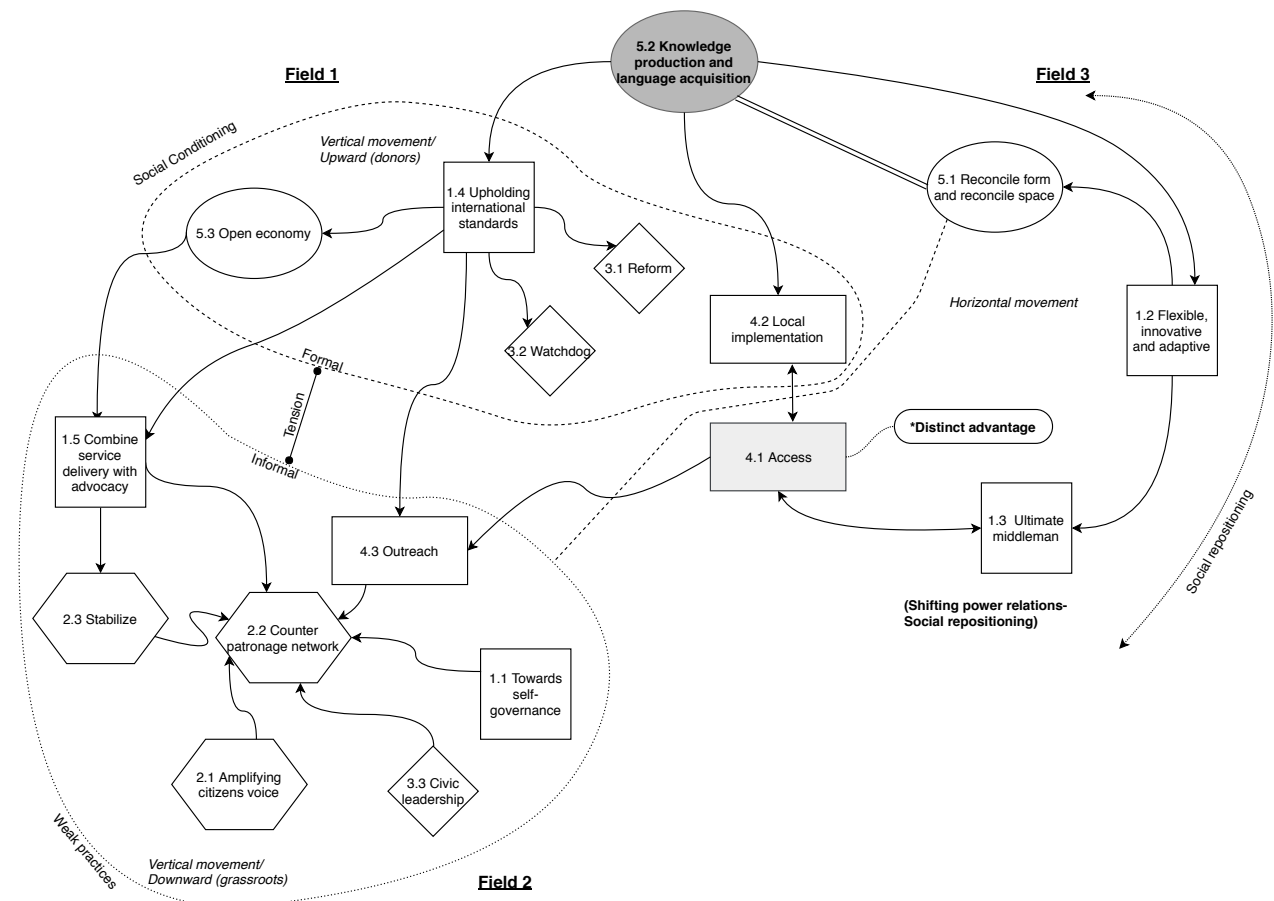 5.2 Knowledge
production and
language acquisition
Field 1
Field 3
Social Conditioning
Vertical movement/
Upward (donors)
1.4 Upholding
international
standards
5.1 Reconcile form
and reconcile space
5.3 Open economy
3.1 Reform
Horizontal movement
4.2 Local
implementation
1.2 Flexible,
innovative
and adaptive
3.2 Watchdog
Formal
Tension
Informal
1.5 Combine
service
delivery with
advocacy
*Distinct advantage
4.1 Access
1.3 Ultimate
middleman
Social repositioning
4.3 Outreach
(Shifting power relations-
Social repositioning)
2.3 Stabilize
2.2 Counter
patronage network
1.1 Towards
self-
governance
2.1 Amplifying
citizens voice
3.3 Civic
leadership
Weak practices
Vertical movement/
Downward (grassroots)
Field 2